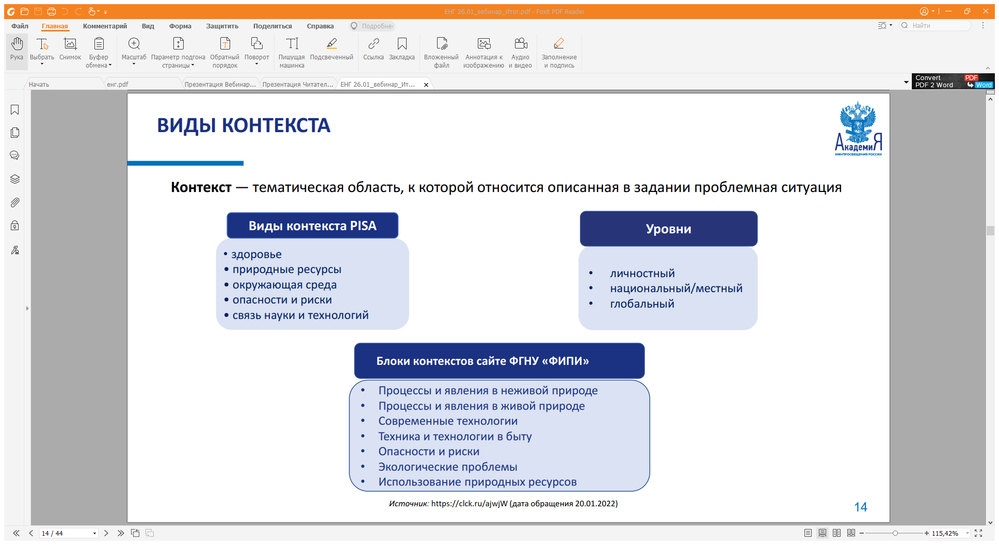 ЕНГ 26.01_вебинар_Итог.pdf - Foxit PDF Reader
Файл Главная Комментарий Вид Форма Защитить Поделиться Справка Подробнее Найти
Рука Выбрать Снимок Буфер обмена Масштаб Параметр подгона страницы Обратный порядок Поворот Пишущая машинка Подсвеченный Ссылка Закладка Вложенный файл Аннотация к изображению Аудио и видео Заполнение и подпись
Начать енг.pdf Презентация Вебинар... Презентация Читател... ЕНГ 26.01_вебинар_Ит...
Convert PDF
PDF 2 Word Word
ВИДЫ КОНТЕКСТА
АкадемиЯ
МИНПРОСВЕЩЕНИЯ РОССИИ
Контекст — тематическая область, к которой относится описанная в задании проблемная ситуация
Виды контекста PISA
• здоровье
• природные ресурсы
• окружающая среда
• опасности и риски
• связь науки и технологий
Уровни
• личностный
• национальный/местный
• глобальный
Блоки контекстов сайте ФГНУ «ФИПИ»
• Процессы и явления в неживой природе
• Процессы и явления в живой природе
• Современные технологии
• Техника и технологии в быту
• Опасности и риски
• Экологические проблемы
• Использование природных ресурсов
Источник: https://clck.ru/ajwjW (дата обращения 20.01.2022)
14
14 / 44
115,42%